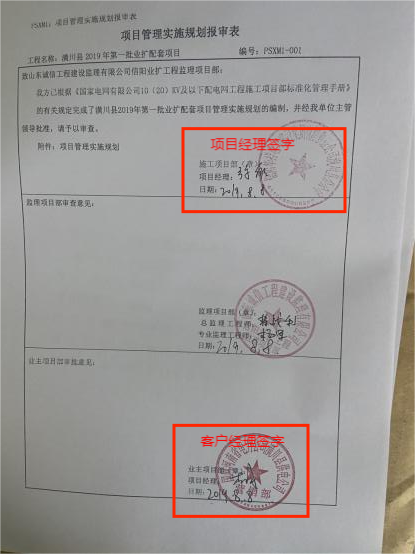 PSXM1：项目管理实施规划报审表
项目管理实施规划报审表
工程名称：潢川县 2019 年第一批业扩配套项目 编号：PSXM1-001
致山东诚信工程建设监理有限公司信阳业扩工程监理项目部：
我方已根据《国家电网有限公司10（20）KV及以下配电网工程施工项目部标准化管理手册》
的有关规定完成了潢川县2019年第一批业扩配套项目管理实施规划的编制，并经我单位主管
领导批准，请予以审查。
附件：项目管理实施规划
项目经理签字
施工项目部（章）
项目经理：
日期：2019.8.8
监理项目部审查意见：
监理项目部（章）：
总监理工程师：
专业监理工程师：
日期：2019.8.8
业主项目部审批意见：
客户经理签字
业主项目部（章）
项目经理
日期：2019.8.8
营销部